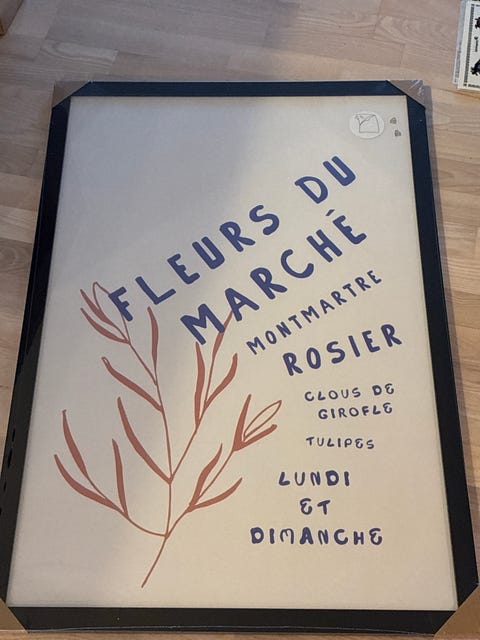 FLEURS DU
MARCHÉ
MONTMARTRE
ROSIER
CLOUS DE
GIROFLE
TULIPES
LUNDI
ET
DIMANCHE